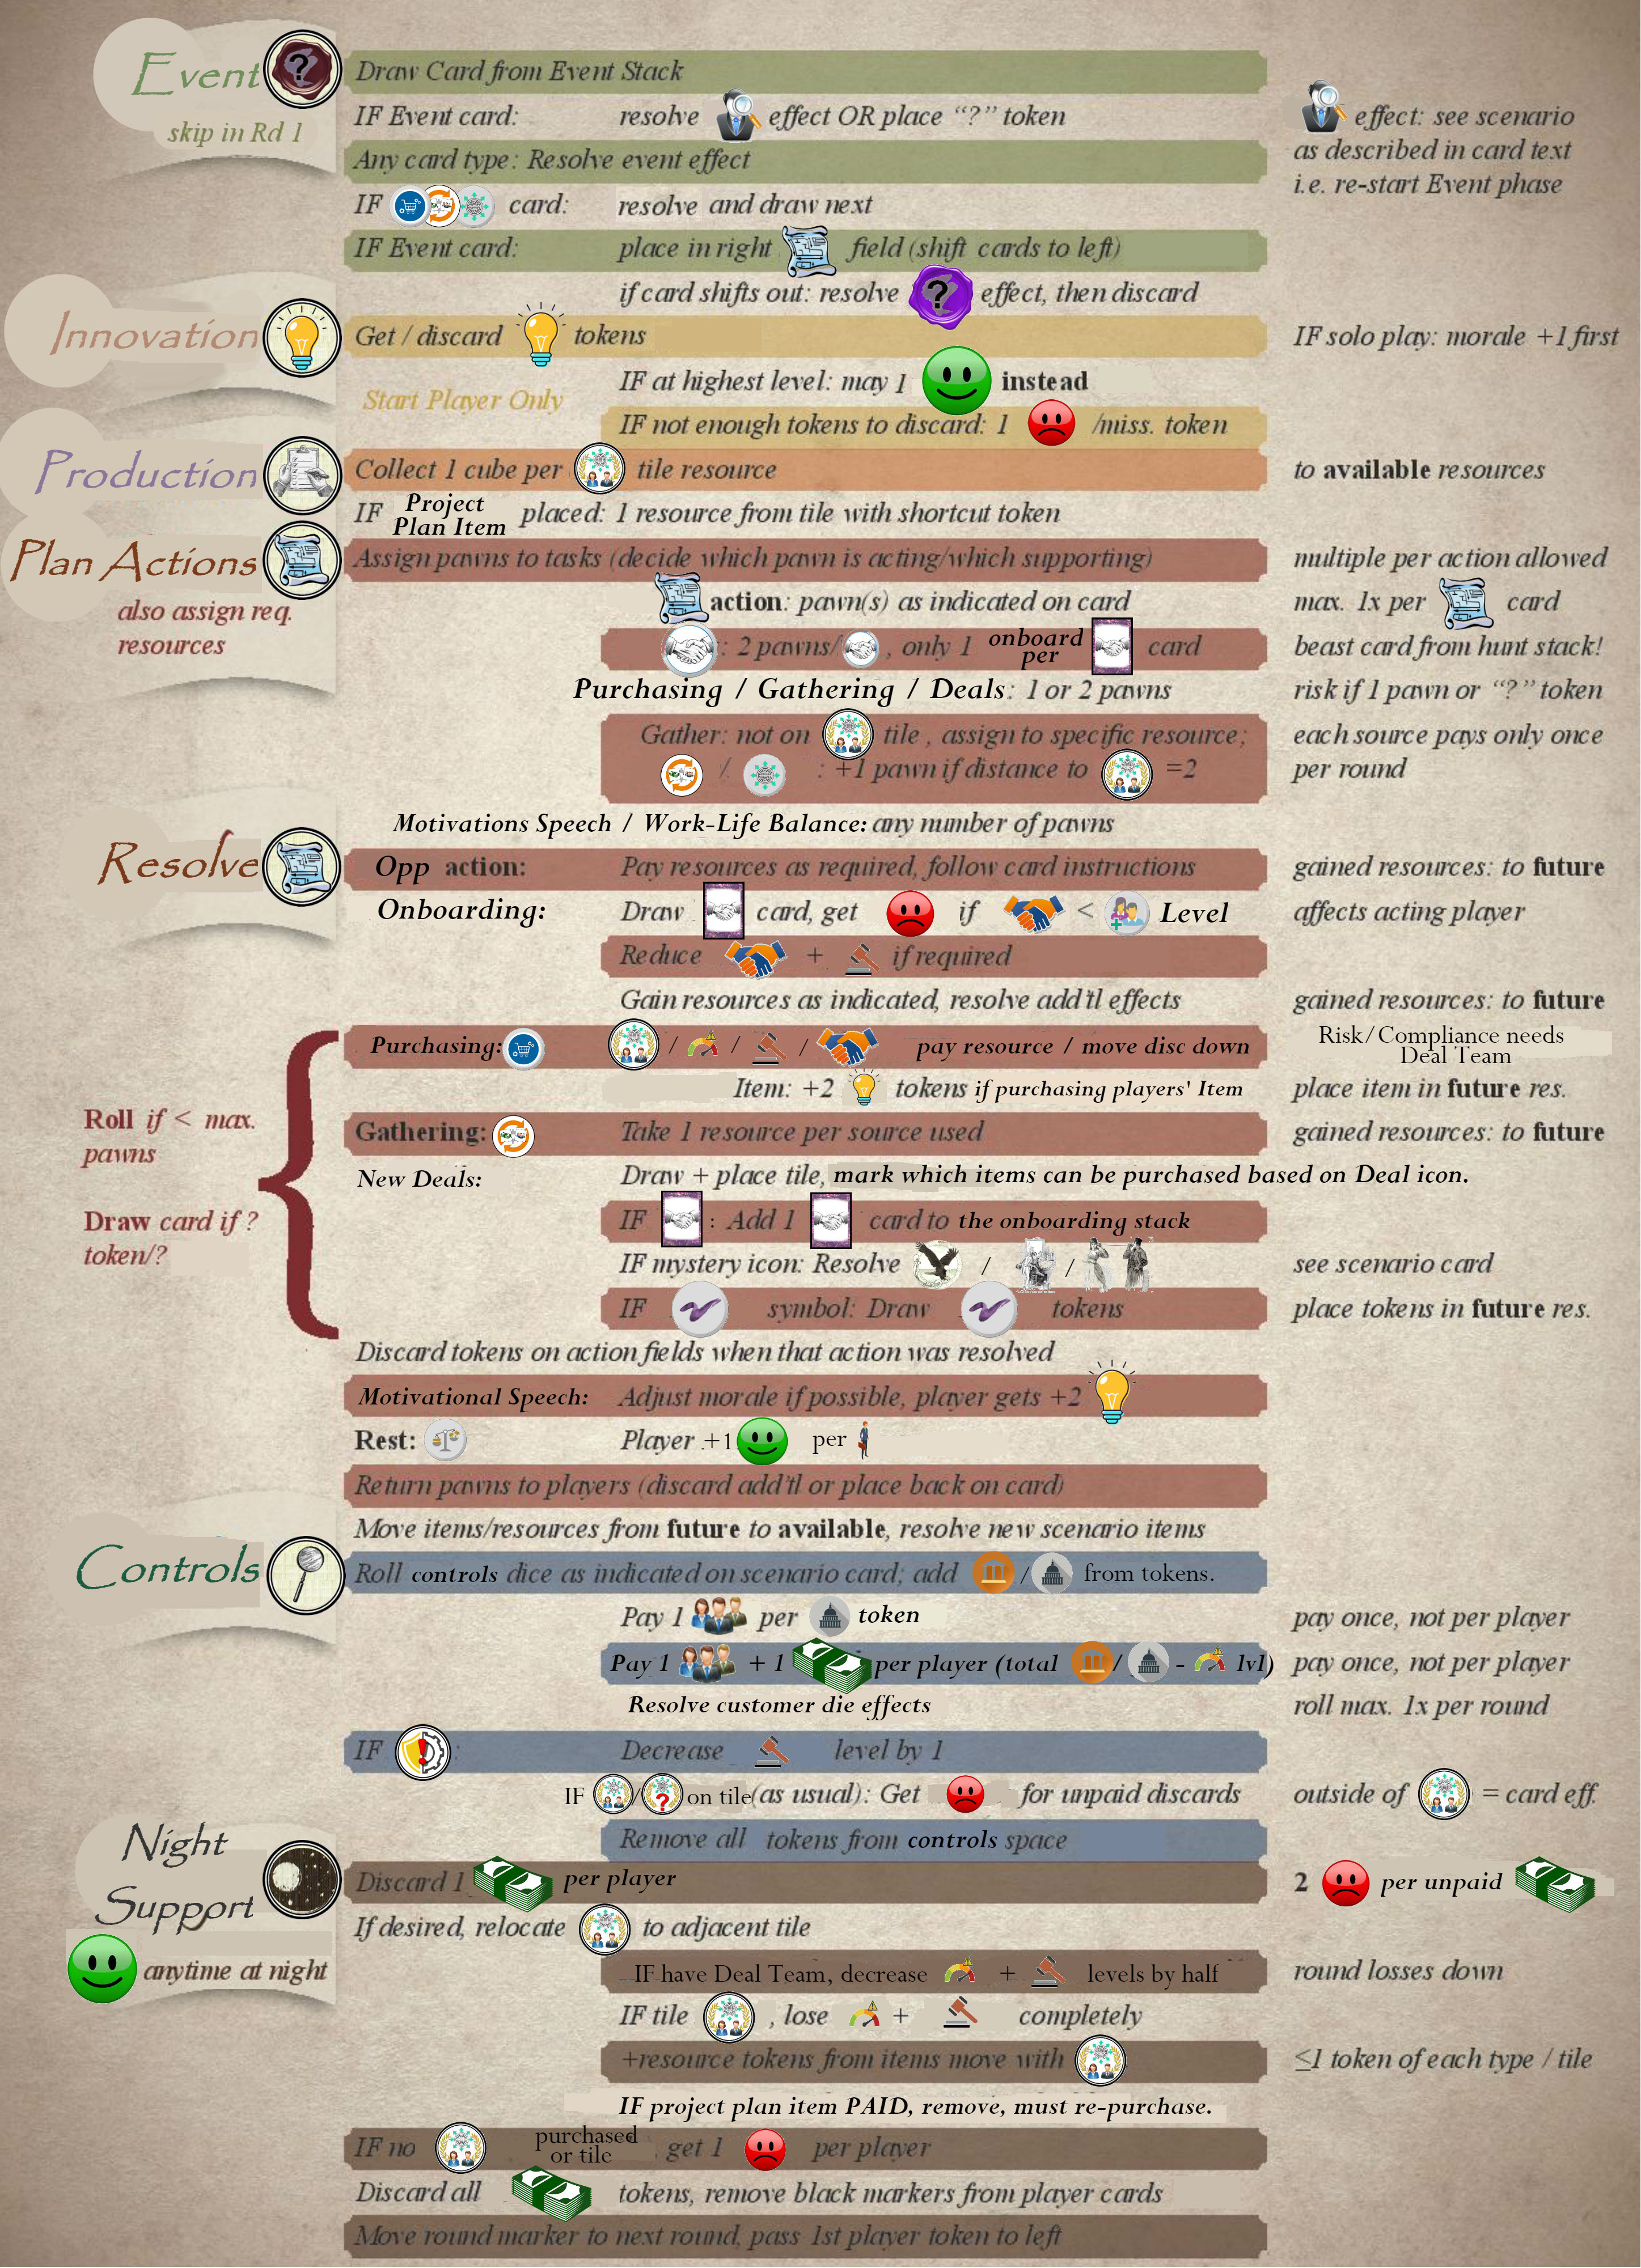 Event
skip in Rd 1
Draw Card from Event Stack
IF Event card: resolve effect OR place “?” token
effect: see scenario
Any card type: Resolve event effect
as described in card text
IF card: resolve and draw next
i.e. re-start Event phase
IF Event card: place in right field (shift cards to left)
if card shifts out: resolve ? effect, then discard
Innovation
Get / discard tokens
IF solo play: morale +1 first
Start Player Only
IF at highest level: may 1 instead
IF not enough tokens to discard: 1 /miss. token
Production
Collect 1 cube per tile resource
to available resources
IF Project Plan Item placed: 1 resource from tile with shortcut token
Plan Actions
also assign req.
resources
Assign pawns to tasks (decide which pawn is acting/which supporting)
multiple per action allowed
action: pawn(s) as indicated on card
max. 1x per card
: 2 pawns/ , only 1 onboard per card
beast card from hunt stack!
Purchasing / Gathering / Deals: 1 or 2 pawns
risk if 1 pawn or “?” token
Gather: not on tile , assign to specific resource;
each source pays only once
/ : +1 pawn if distance to =2
per round
Motivations Speech / Work-Life Balance: any number of pawns
Resolve
Opp action: Pay resources as required, follow card instructions
gained resources: to future
Onboarding: Draw card, get if < Level
affects acting player
Reduce + if required
Gain resources as indicated, resolve add'tl effects
gained resources: to future
Roll if < max.
pawns
Draw card if ?
token/?
Purchasing: / / / pay resource / move disc down
Risk/Compliance needs
Deal Team
Item: +2 tokens if purchasing players' Item
place item in future res.
Gathering: Take 1 resource per source used
gained resources: to future
New Deals: Draw + place tile, mark which items can be purchased based on Deal icon.
IF : Add 1 card to the onboarding stack
IF mystery icon: Resolve / /
see scenario card
IF symbol: Draw tokens
place tokens in future res.
Discard tokens on action fields when that action was resolved
Motivational Speech: Adjust morale if possible, player gets +2
Rest: Player +1 per
Return pawns to players (discard add'tl or place back on card)
Move items/resources from future to available, resolve new scenario items
Controls
Roll controls dice as indicated on scenario card; add / from tokens.
Pay 1 per token
pay once, not per player
Pay 1 + 1 per player (total / - lvl)
pay once, not per player
Resolve customer die effects
roll max. 1x per round
IF : Decrease level by 1
IF / ? on tile (as usual): Get for unpaid discards
outside of = card eff.
Remove all tokens from controls space
Night
Support
anytime at night
Discard 1 per player
2 per unpaid
If desired, relocate to adjacent tile
IF have Deal Team, decrease + levels by half
round losses down
IF tile , lose + completely
+resource tokens from items move with
≤1 token of each type / tile
IF project plan item PAID, remove, must re-purchase.
IF no purchased or tile , get 1 per player
Discard all tokens, remove black markers from player cards
Move round marker to next round, pass 1st player token to left